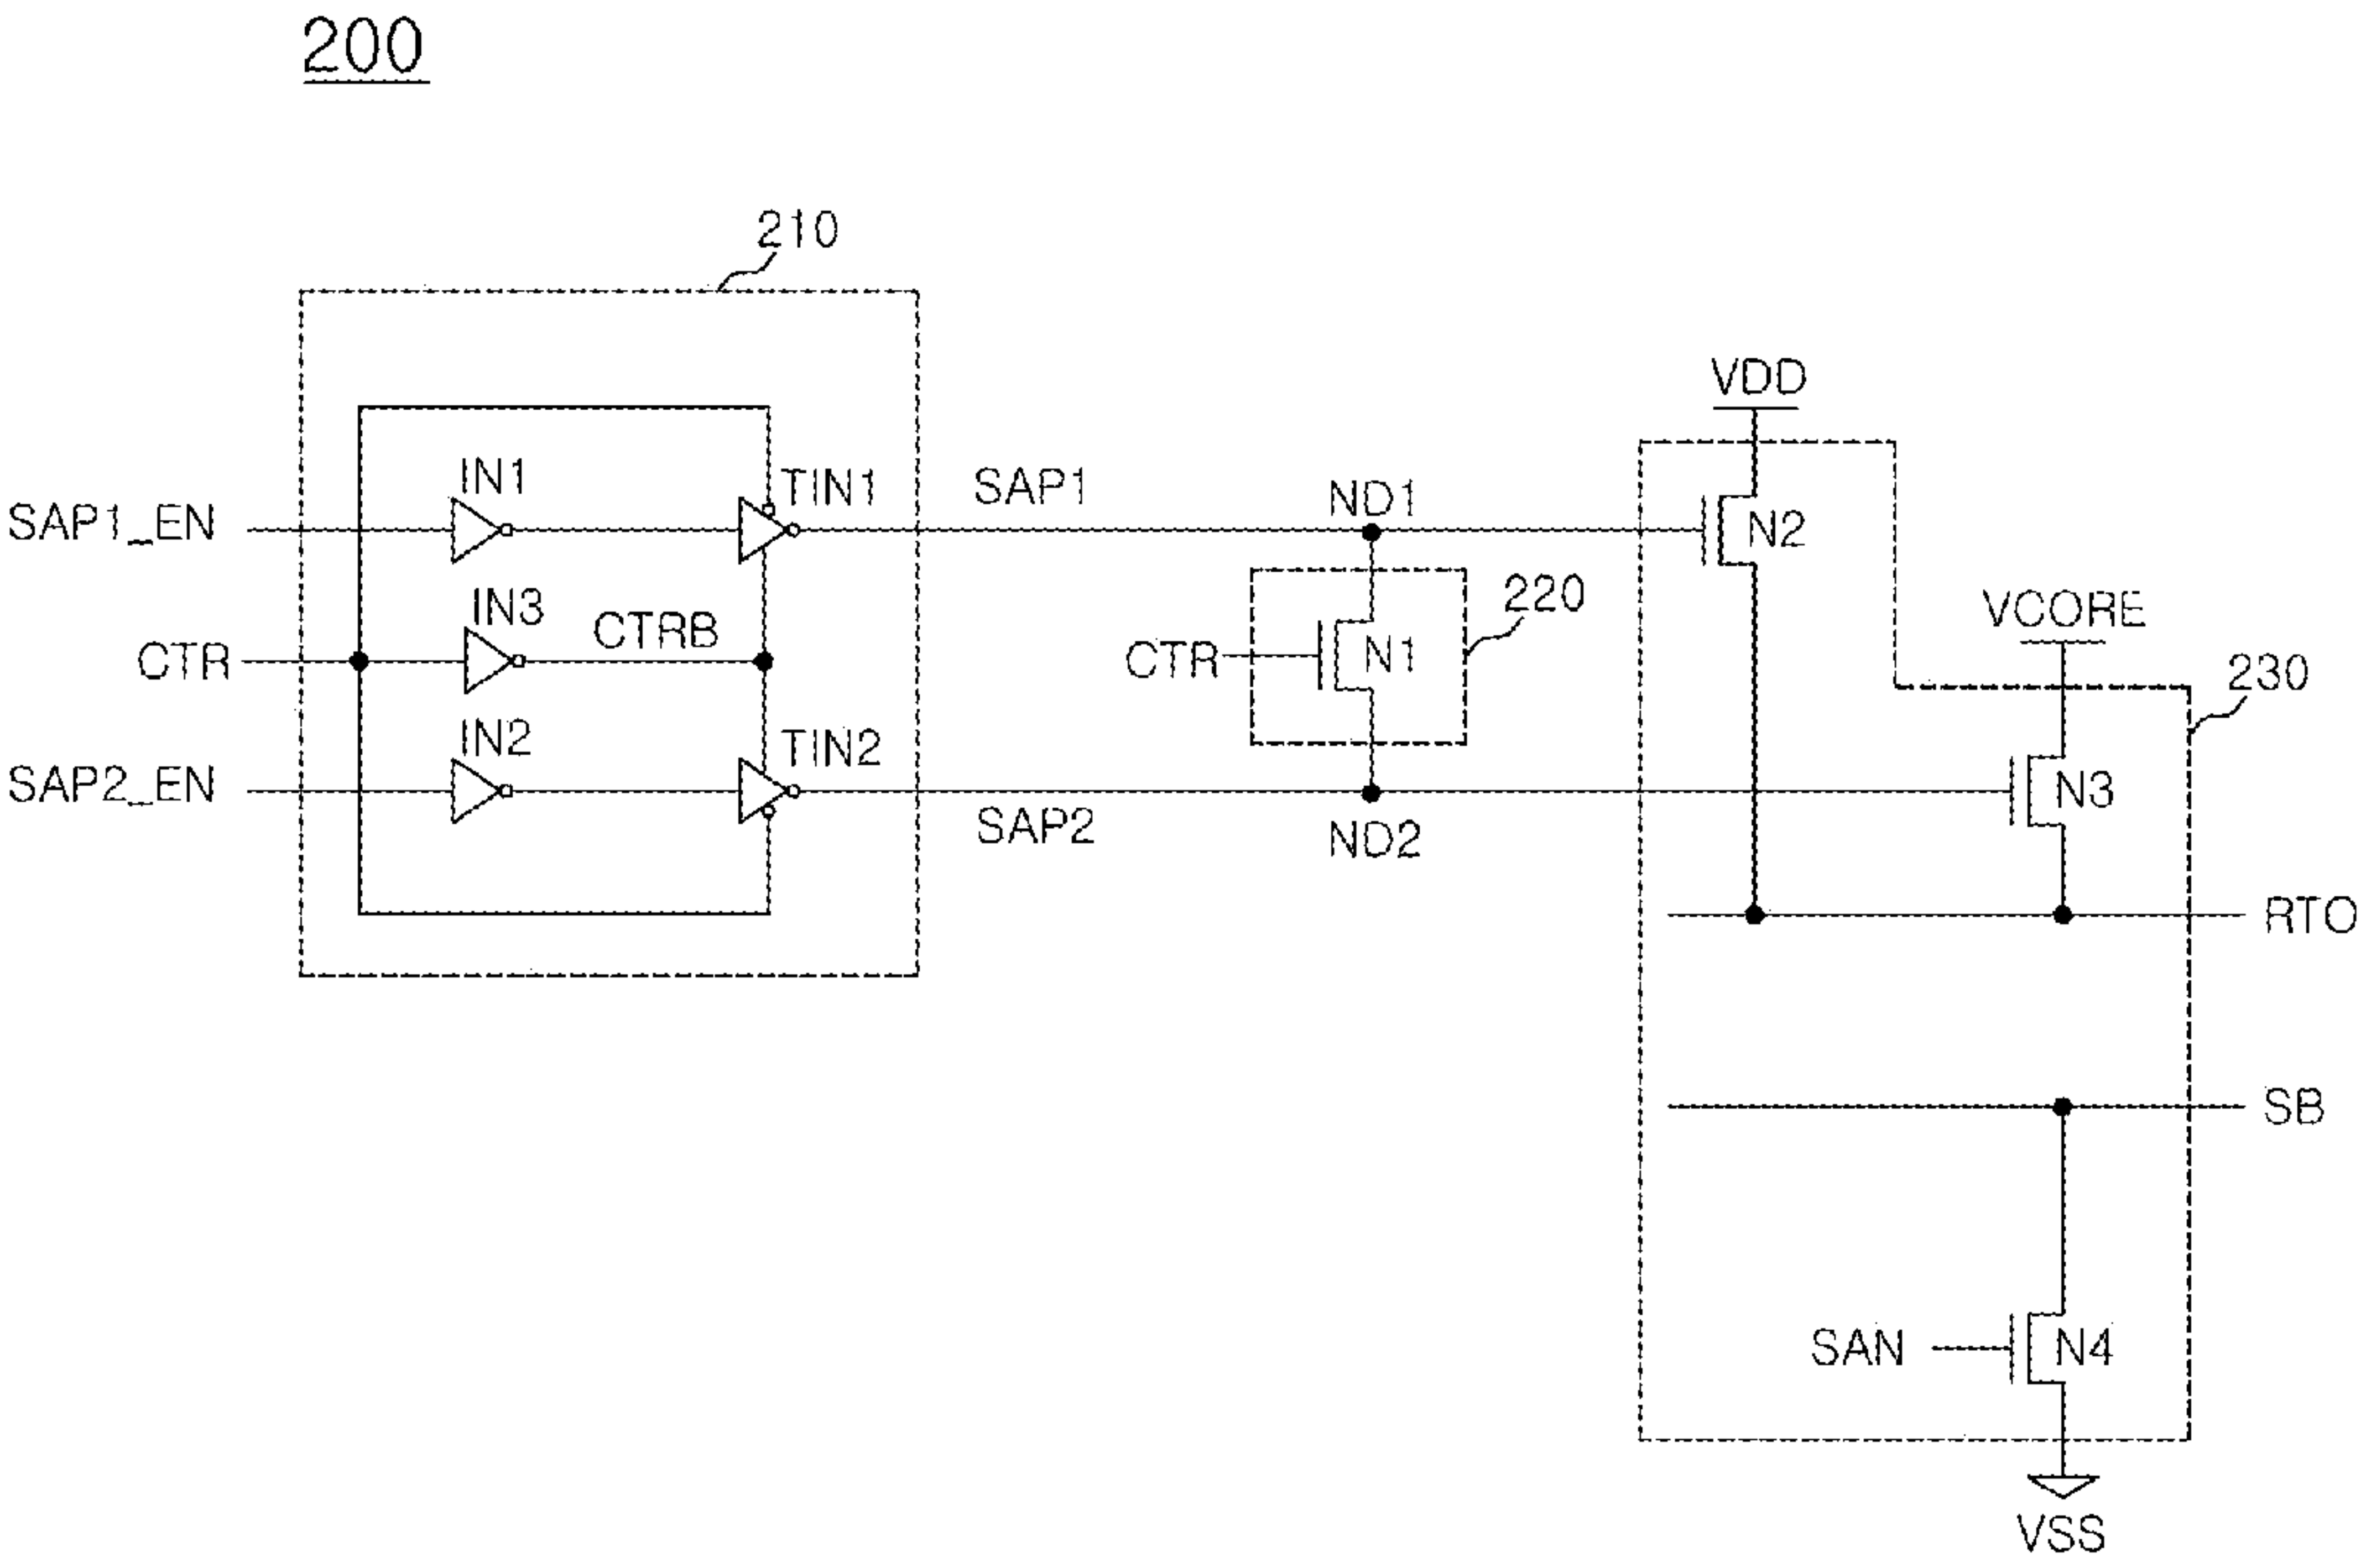 200
210
VDD
IN1
TIN1
SAP1
ND1
SAP1_EN
N2
220
IN3
CTRB
VCORE
CTR
CTR
N1
230
IN2
TIN2
SAP2_EN
N3
SAP2
ND2
RTO
SB
SAN
N4
VSS